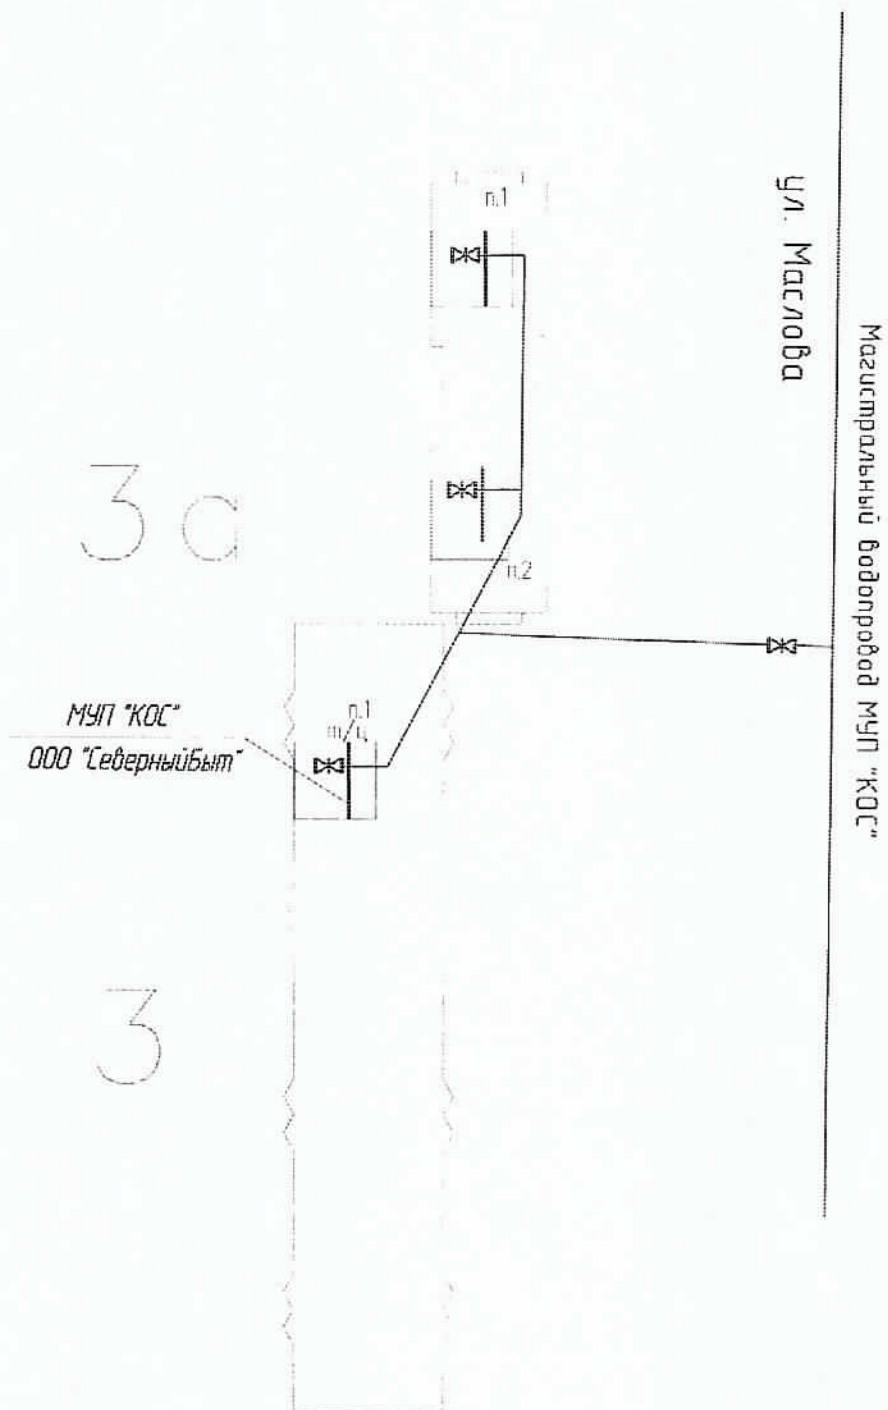 п.1
ул. Маслова
Магистральный водопровод МУП "КОС"
3а
п.2
МУП "КОС"
ООО "СеверныйБыт"
п.1
т/ц
3